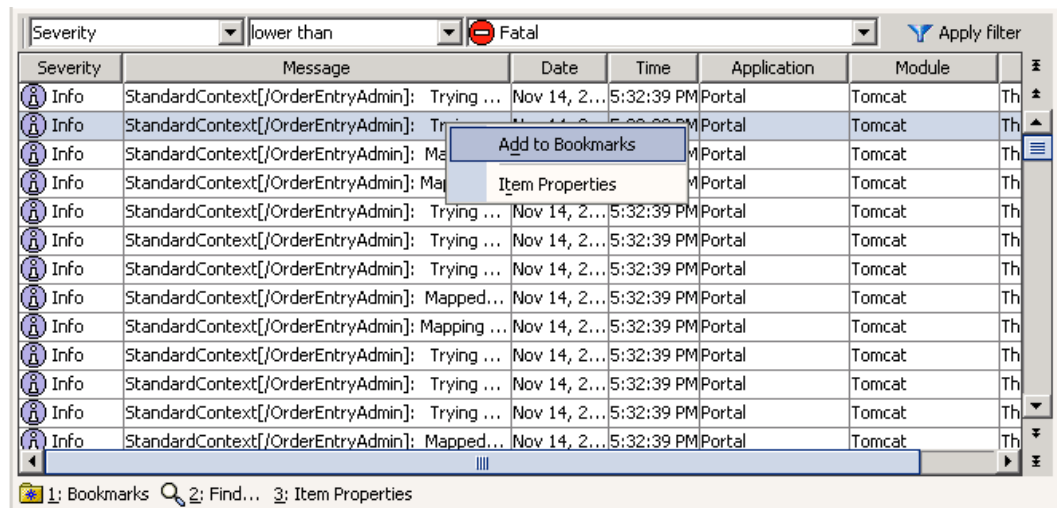 Severity lower than Fatal Apply filter
Severity Message Date Time Application Module
Info StandardContext[/OrderEntryAdmin]: Trying ... Nov 14, 2... 5:32:39 PM Portal Tomcat Th
Info StandardContext[/OrderEntryAdmin]: Portal Tomcat Th
Add to Bookmarks
Info StandardContext[/OrderEntryAdmin]: Ma M Portal Tomcat Th
Info StandardContext[/OrderEntryAdmin]: Map M Portal Tomcat Th
Item Properties
Info StandardContext[/OrderEntryAdmin]: Trying ... Nov 14, 2... 5:32:39 PM Portal Tomcat Th
Info StandardContext[/OrderEntryAdmin]: Trying ... Nov 14, 2... 5:32:39 PM Portal Tomcat Th
Info StandardContext[/OrderEntryAdmin]: Trying ... Nov 14, 2... 5:32:39 PM Portal Tomcat Th
Info StandardContext[/OrderEntryAdmin]: Mapped... Nov 14, 2... 5:32:39 PM Portal Tomcat Th
Info StandardContext[/OrderEntryAdmin]: Mapping ... Nov 14, 2... 5:32:39 PM Portal Tomcat Th
Info StandardContext[/OrderEntryAdmin]: Trying ... Nov 14, 2... 5:32:39 PM Portal Tomcat Th
Info StandardContext[/OrderEntryAdmin]: Trying ... Nov 14, 2... 5:32:39 PM Portal Tomcat Th
Info StandardContext[/OrderEntryAdmin]: Trying ... Nov 14, 2... 5:32:39 PM Portal Tomcat Th
Info StandardContext[/OrderEntryAdmin]: Mapped... Nov 14, 2... 5:32:39 PM Portal Tomcat Th
1: Bookmarks 2: Find... 3: Item Properties